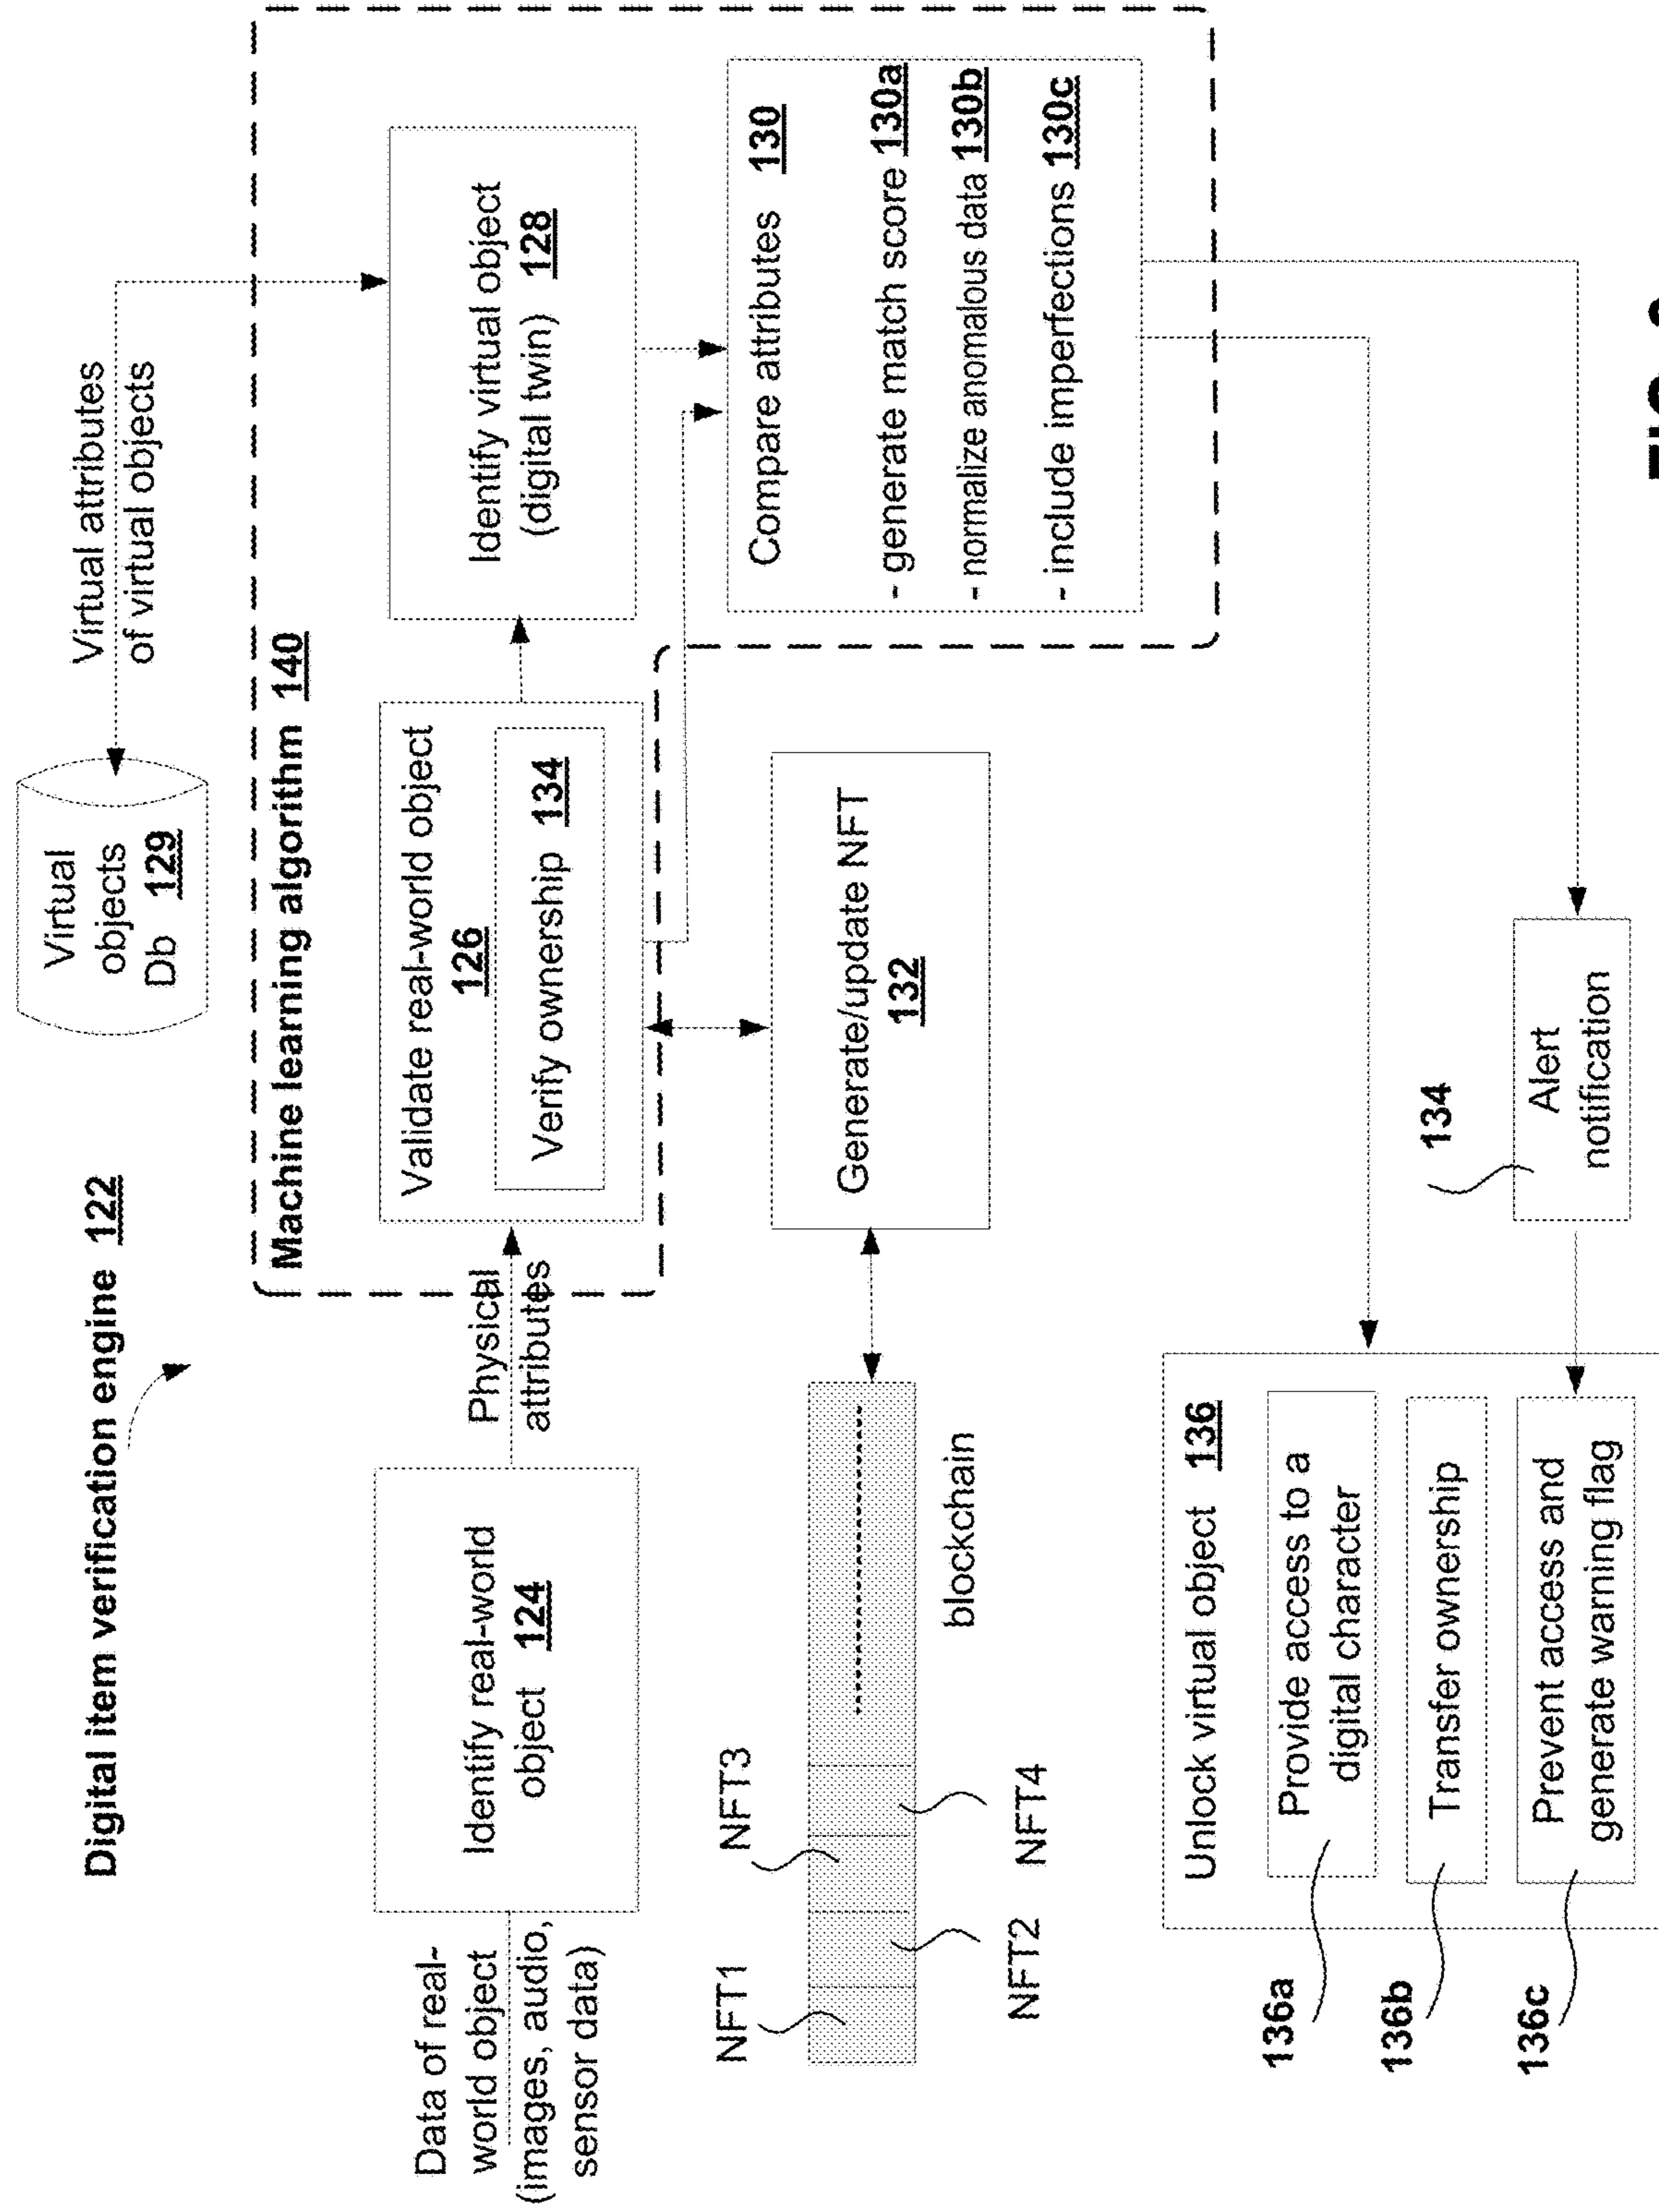 Digital item verification engine 122
Virtual
objects
Db 129
Virtual attributes
of virtual objects
Machine learning algorithm 140
Data of real-
world object
(images, audio,
sensor data)
Identify real-world
object 124
Physical
attributes
Validate real-world object
126
Verify ownership 134
Identify virtual object
(digital twin) 128
Compare attributes 130
- generate match score 130a
- normalize anomalous data 130b
- include imperfections 130c
Generate/update NFT
132
NFT1
NFT3
NFT2
NFT4
blockchain
Unlock virtual object 136
136a
Provide access to a
digital character
136b
Transfer ownership
136c
Prevent access and
generate warning flag
134
Alert
notification